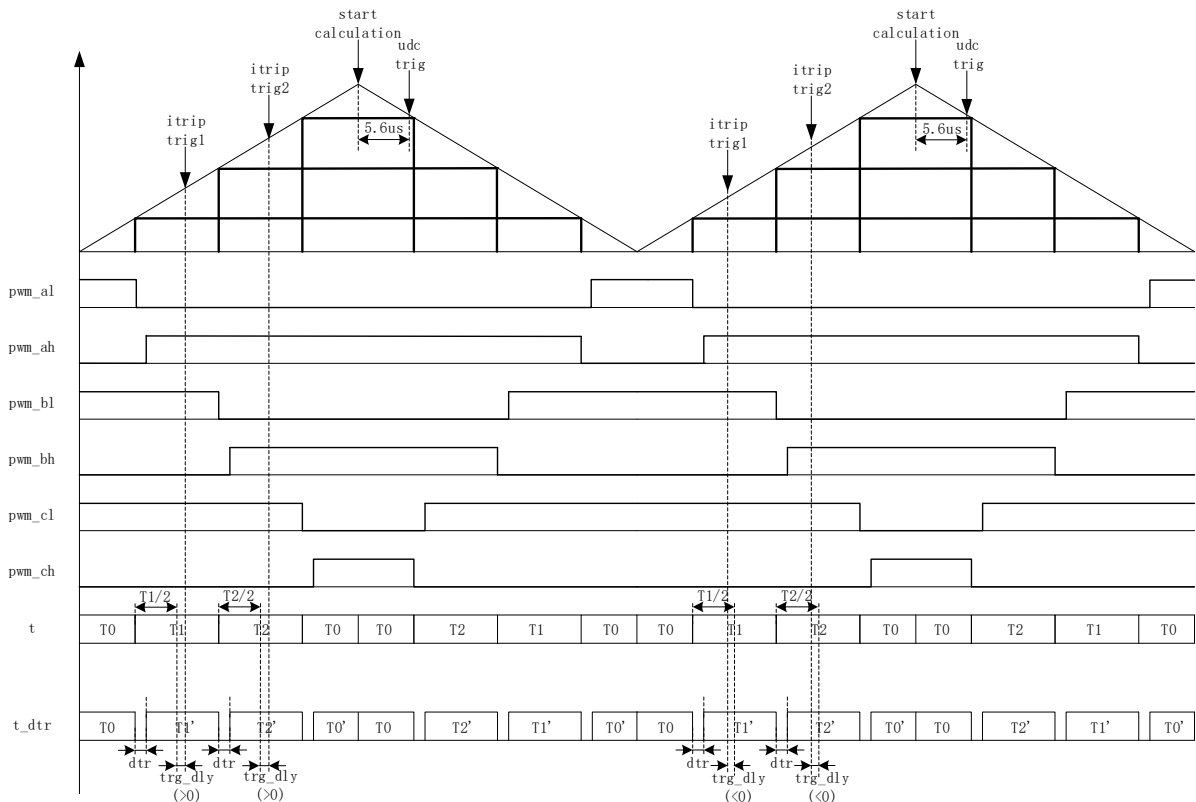 start
calculation
udc
trig
itrip
trig2
itrip
trig1
5.6us
start
calculation
udc
trig
itrip
trig2
itrip
trig1
5.6us
pwm_al
pwm_ah
pwm_bl
pwm_bh
pwm_cl
pwm_ch
T1/2 T2/2 T1/2 T2/2
t T0 T1 T2 T0 T0 T2 T1 T0 T0 T1 T2 T0 T0 T2 T1 T0
t_dtr T0 T1' T2' T0' T0 T2' T1' T0' T0 T1' T2' T0' T0 T2' T1' T0'
dtr dtr dtr dtr
trg_dly trg_dly trg_dly trg_dly
(>0) (>0) (<0) (<0)